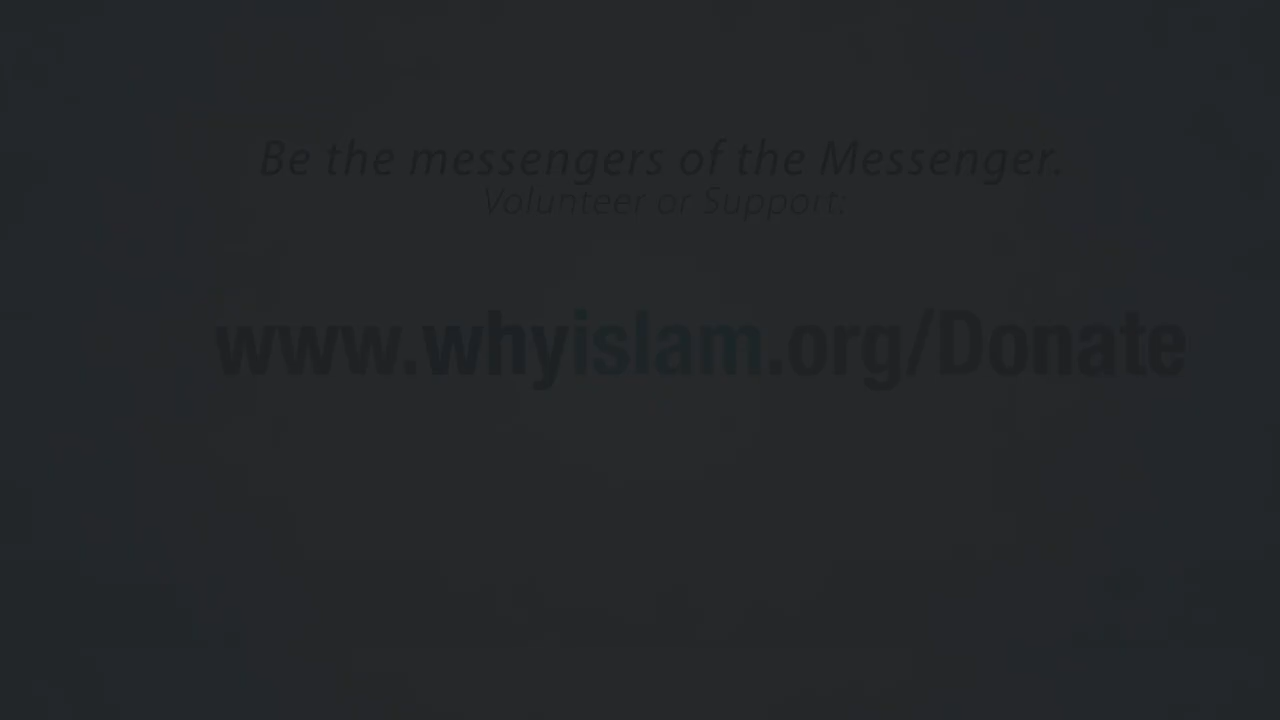 Be the messengers of the Messenger.
Volunteer or Support:
www.whyislam.org/Donate